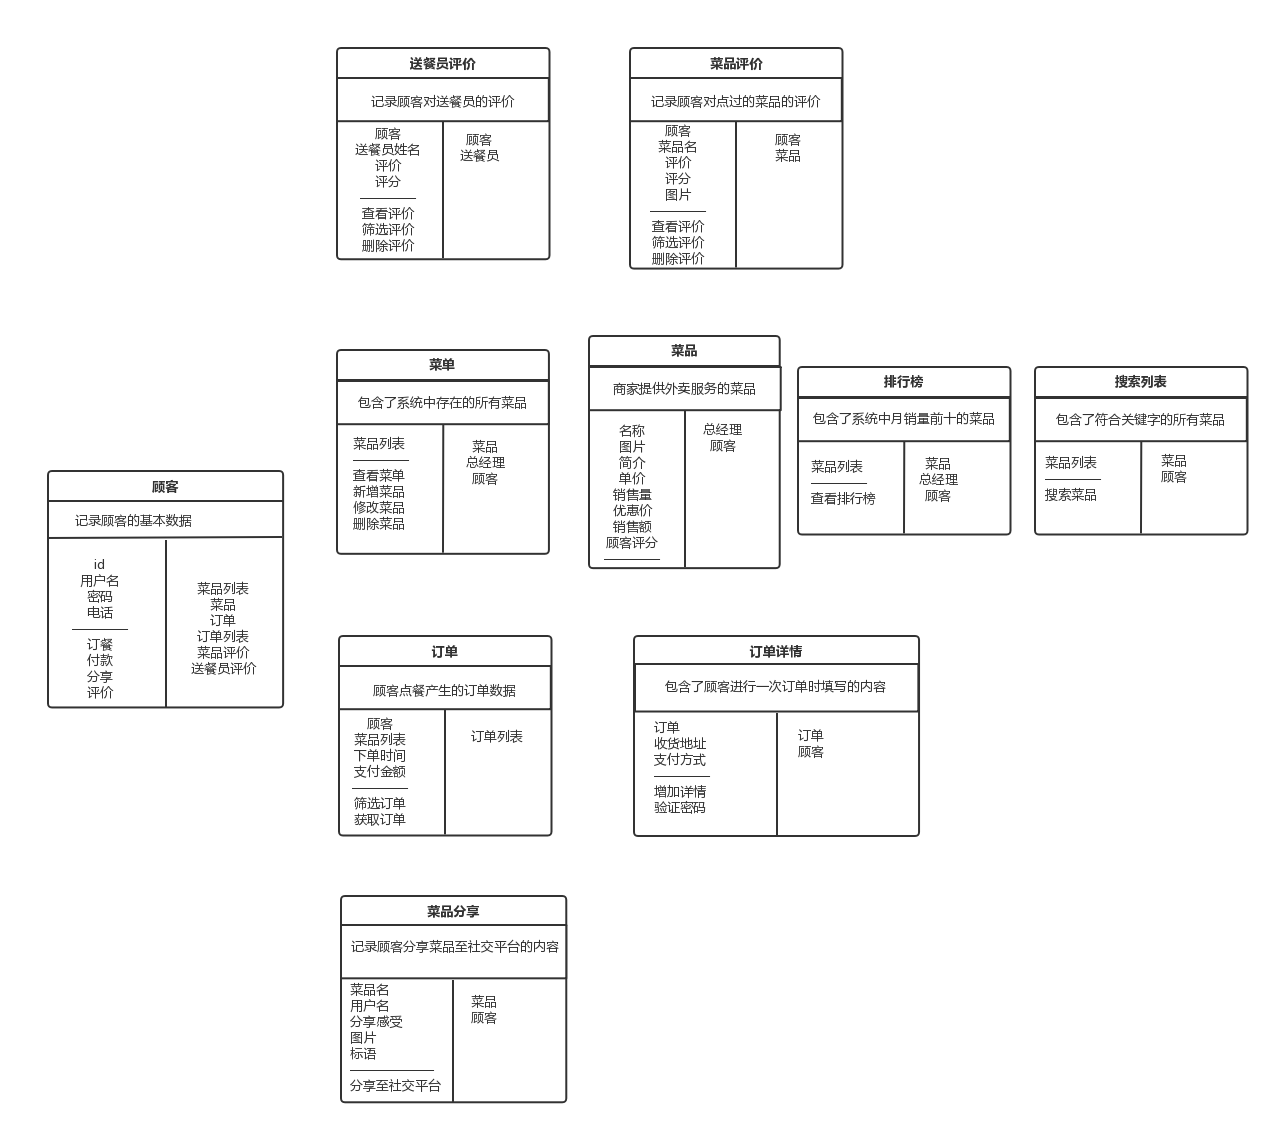 送餐员评价
记录顾客对送餐员的评价
顾客
送餐员姓名
评价
评分
查看评价
筛选评价
删除评价
顾客
送餐员
菜品评价
记录顾客对点过的菜品的评价
顾客
菜品名
评价
评分
图片
查看评价
筛选评价
删除评价
顾客
菜品
菜单
包含了系统中存在的所有菜品
菜品列表
查看菜单
新增菜品
修改菜品
删除菜品
菜品
总经理
顾客
菜品
商家提供外卖服务的菜品
名称
图片
简介
单价
销售量
优惠价
销售额
顾客评分
总经理
顾客
排行榜
包含了系统中月销量前十的菜品
菜品列表
查看排行榜
菜品
总经理
顾客
搜索列表
包含了符合关键字的所有菜品
菜品列表
搜索菜品
菜品
顾客
顾客
记录顾客的基本数据
id
用户名
密码
电话
订餐
付款
分享
评价
菜品列表
菜品
订单
订单列表
菜品评价
送餐员评价
订单
顾客点餐产生的订单数据
顾客
菜品列表
下单时间
支付金额
筛选订单
获取订单
订单列表
订单详情
包含了顾客进行一次订单时填写的内容
订单
收货地址
支付方式
增加详情
验证密码
订单
顾客
菜品分享
记录顾客分享菜品至社交平台的内容
菜品名
用户名
分享感受
图片
标语
分享至社交平台
菜品
顾客